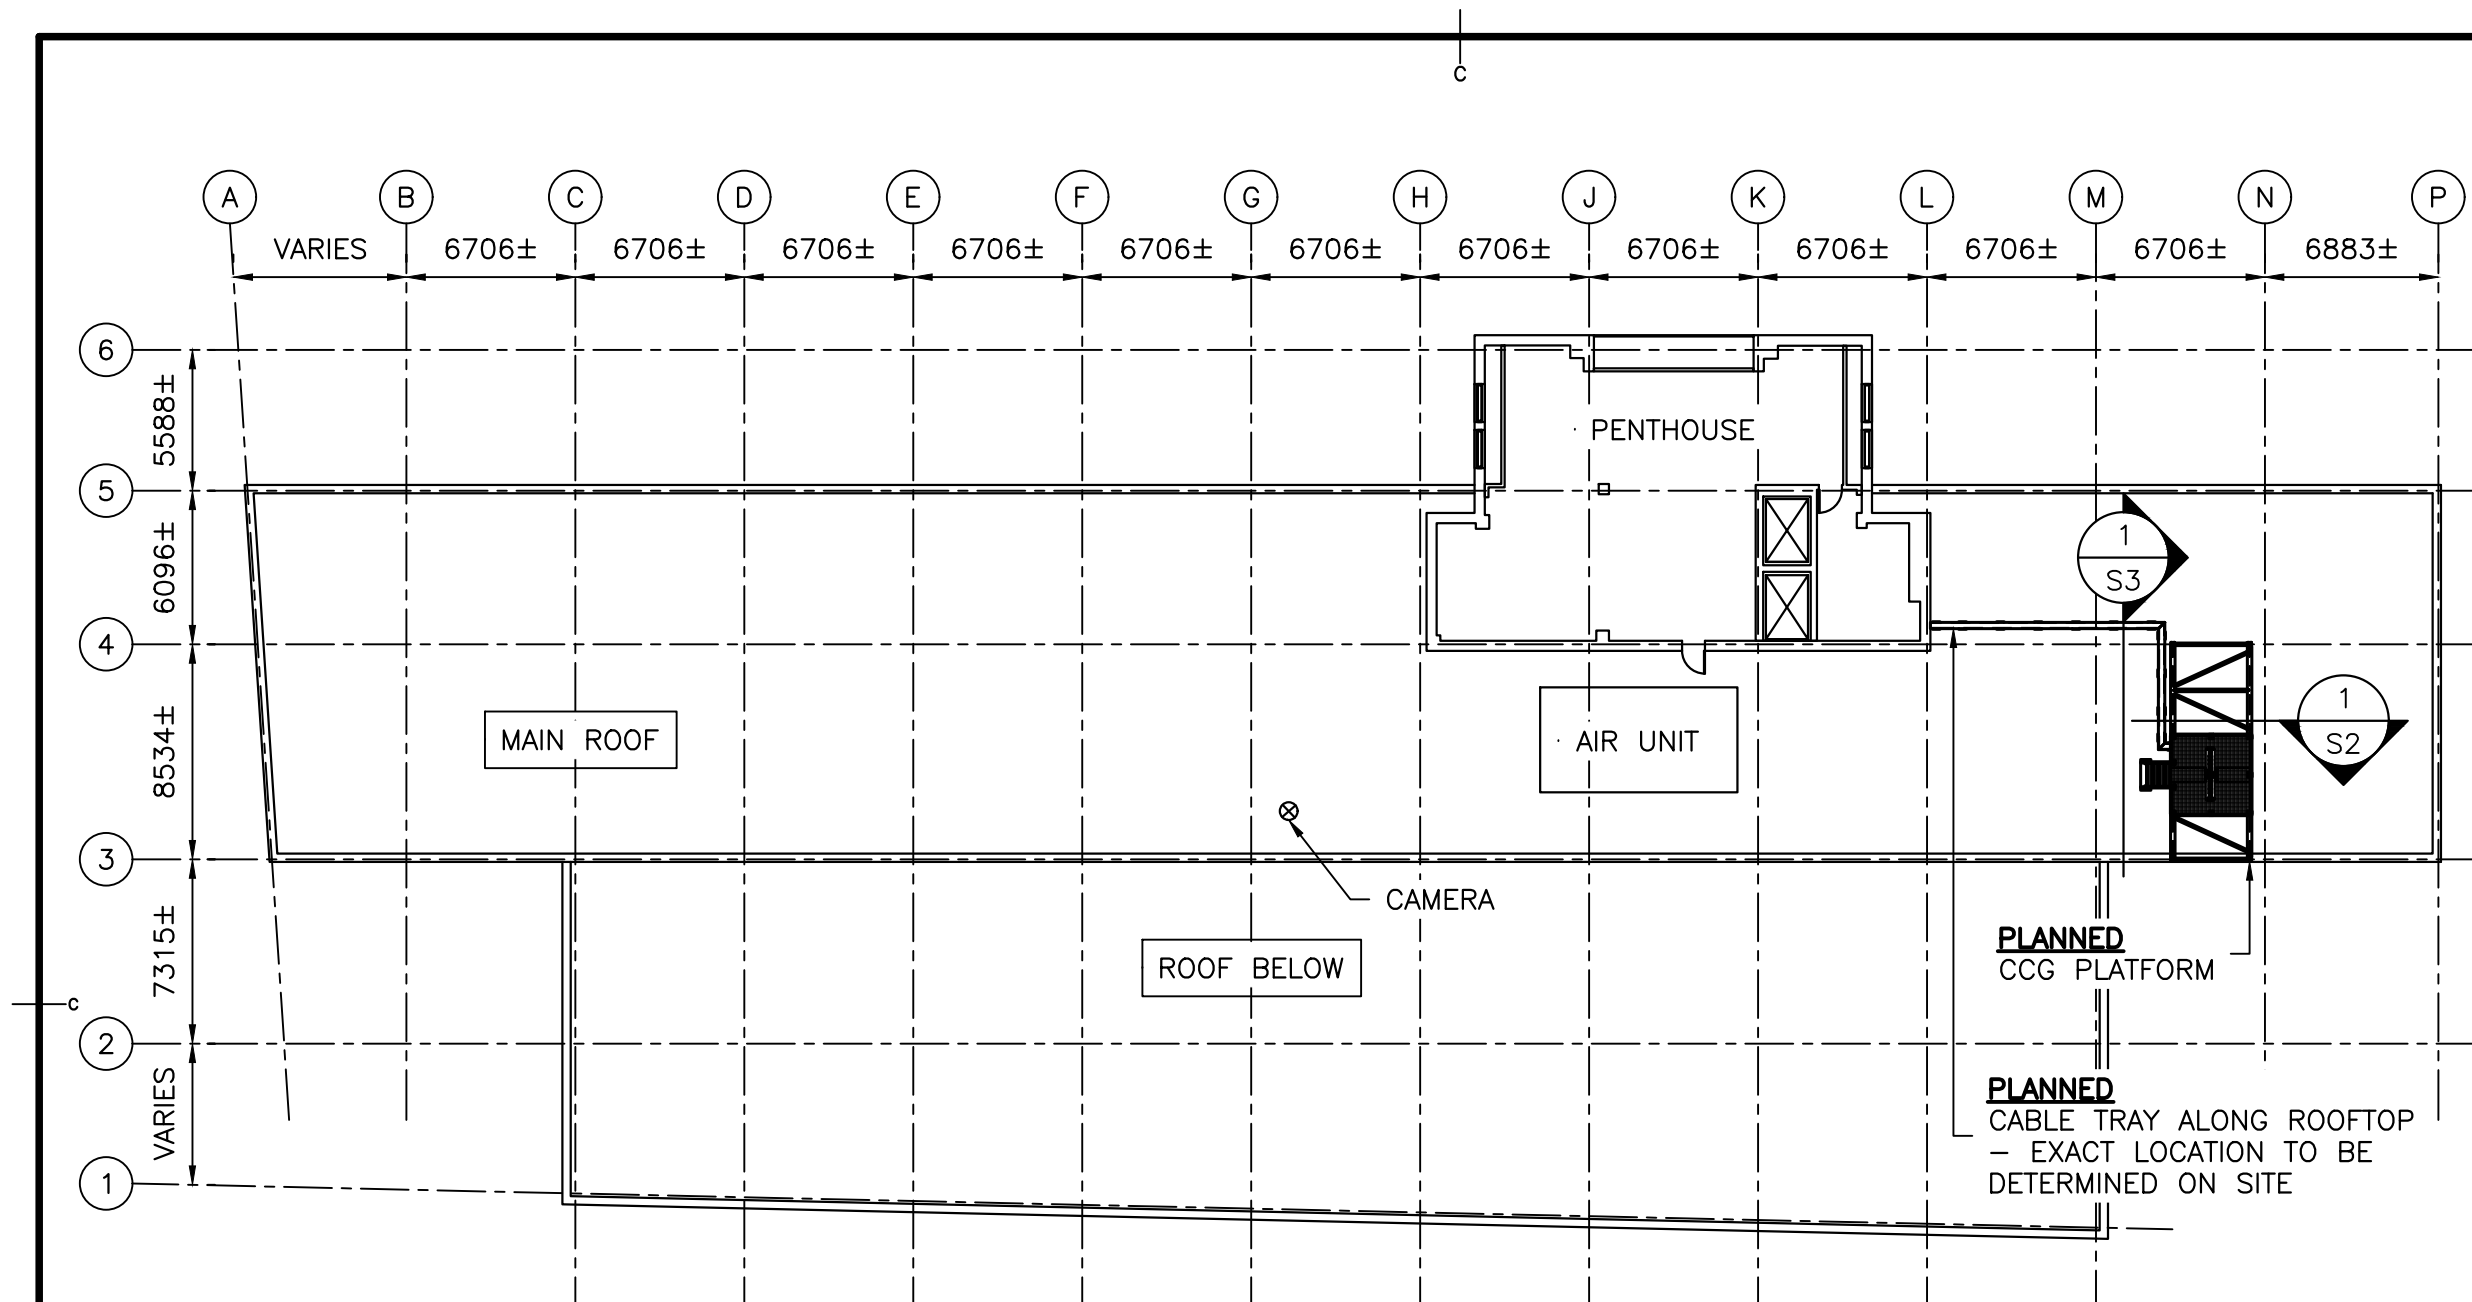 C
A B C D E F G H J K L M N P
VARIES 6706± 6706± 6706± 6706± 6706± 6706± 6706± 6706± 6706± 6706± 6706± 6883±
6
5588±
PENTHOUSE
5
6096±
1
S3
4
8534±
MAIN ROOF
AIR UNIT
1
S2
3
CAMERA
7315±
PLANNED
CCG PLATFORM
ROOF BELOW
C
2
VARIES
PLANNED
CABLE TRAY ALONG ROOFTOP
– EXACT LOCATION TO BE
DETERMINED ON SITE
1